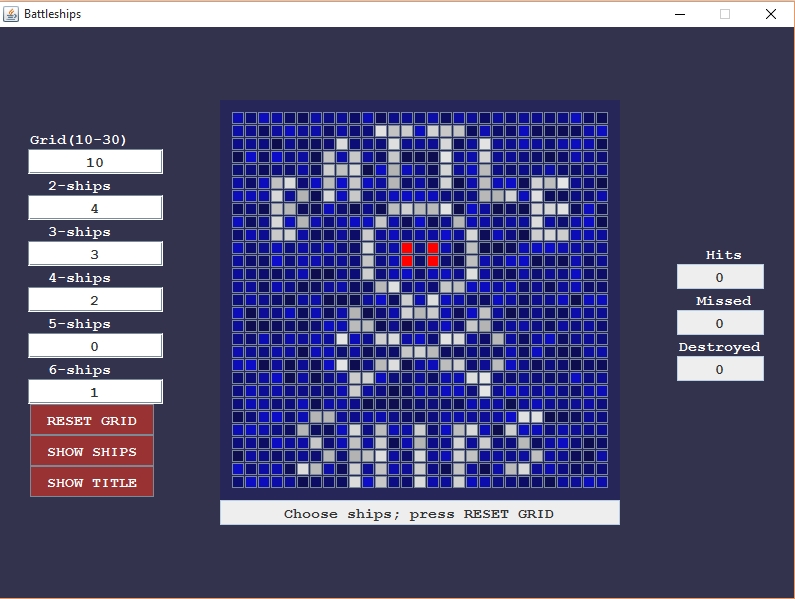 Battleships
Grid(10-30)
10
2-ships
4
3-ships
3
4-ships
2
5-ships
0
6-ships
1
RESET GRID
SHOW SHIPS
SHOW TITLE
Choose ships; press RESET GRID
Hits
0
Missed
0
Destroyed
0